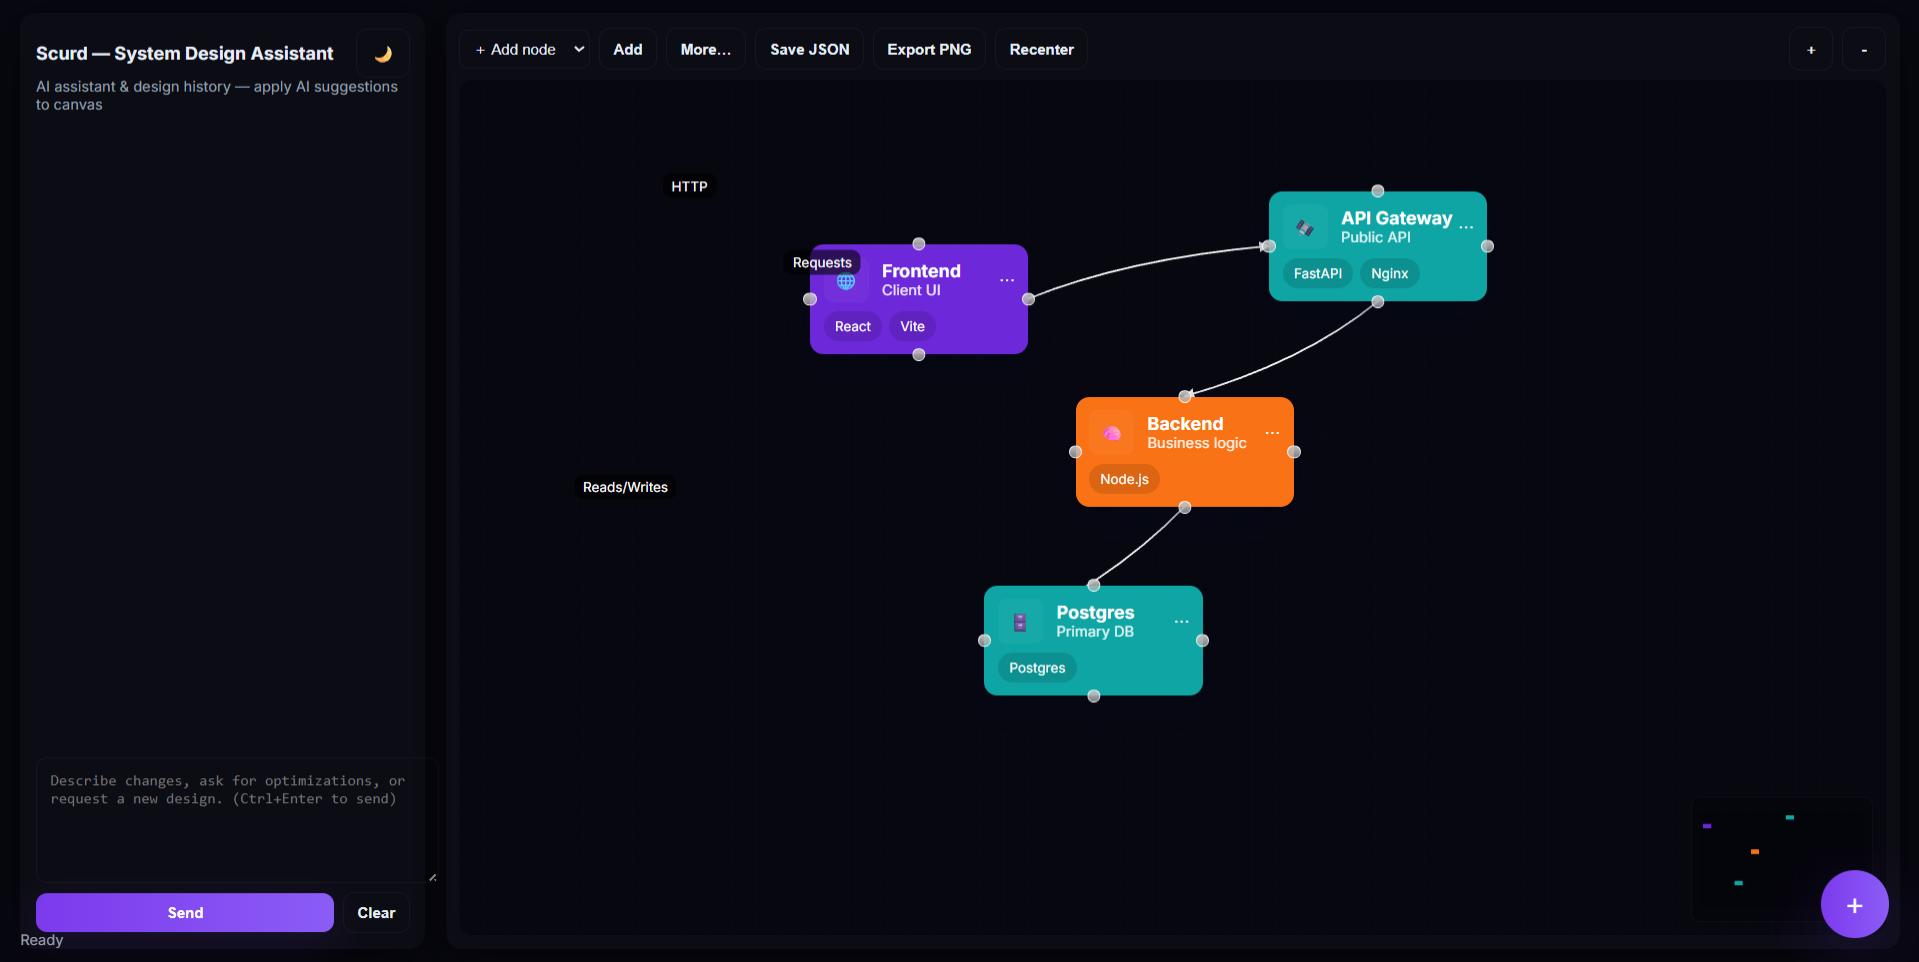 Scurd — System Design Assistant
AI assistant & design history — apply AI suggestions
to canvas
Describe changes, ask for optimizations, or
request a new design. (Ctrl+Enter to send)
Send
Clear
Ready
+ Add node
Add
More...
Save JSON
Export PNG
Recenter
+
-
HTTP
Requests
Frontend
...
Client UI
React
Vite
API Gateway
...
Public API
FastAPI
Nginx
Backend
...
Business logic
Node.js
Reads/Writes
Postgres
...
Primary DB
Postgres
+